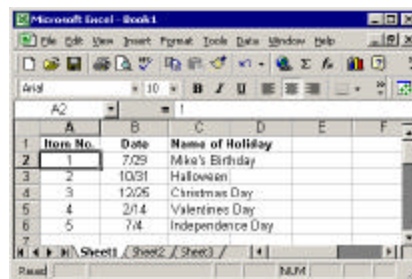 Microsoft Excel - Book1
File Edit View Insert Format Tools Data Window Help
Arial 10 B I U
A2 = 1
A B C D E F
1 Item No. Date Name of Holiday
2 1 7/29 Mike's Birthday
3 2 10/31 Halloween
4 3 12/25 Christmas Day
5 4 2/14 Valentines Day
6 5 7/4 Independence Day
7
Sheet1 Sheet2 Sheet3
Ready NUM